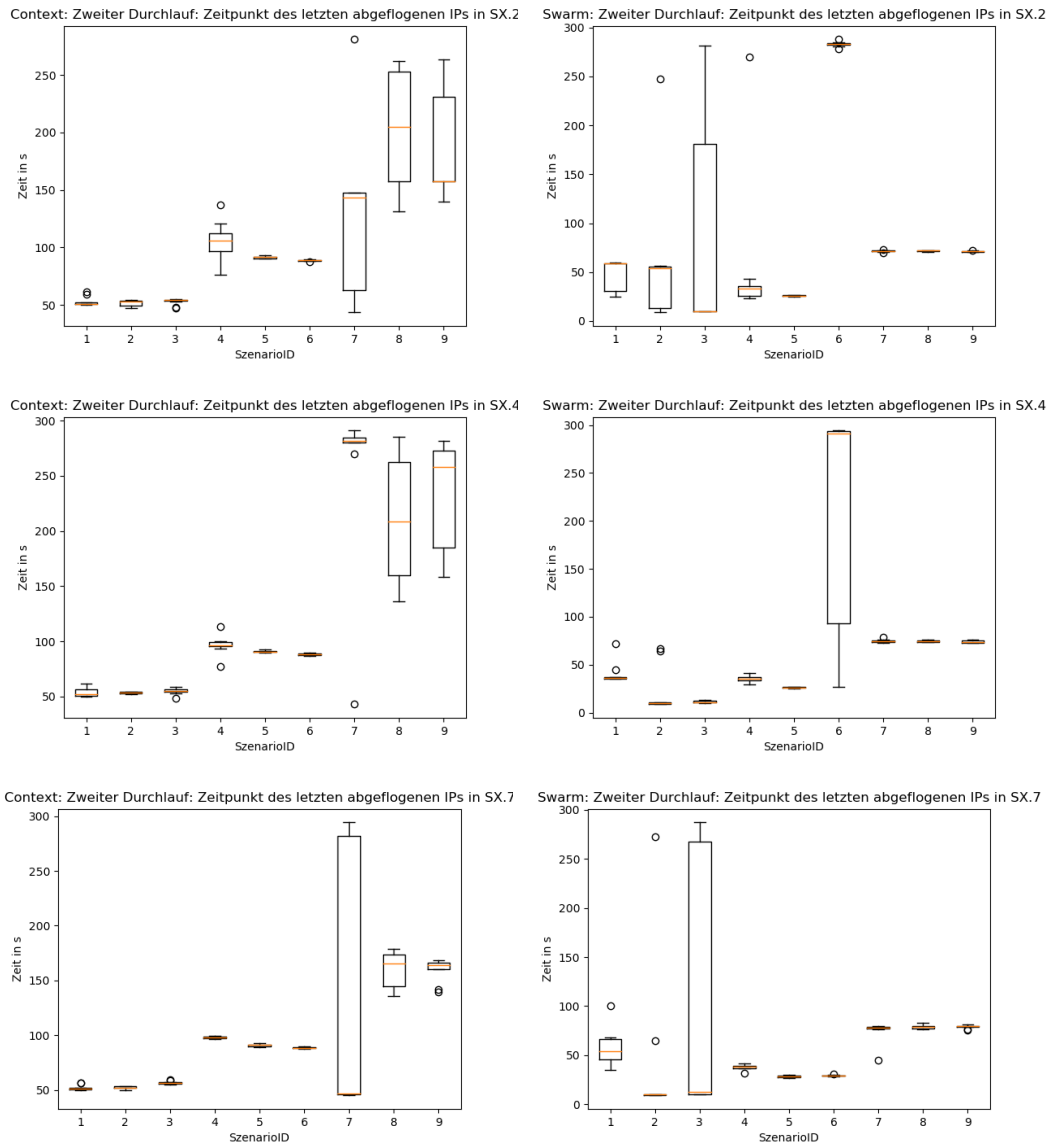 Context: Zweiter Durchlauf: Zeitpunkt des letzten abgeflogenen IPs in SX.2
Zeit in s
250
200
150
100
50
1 2 3 4 5 6 7 8 9
SzenarioID
Swarm: Zweiter Durchlauf: Zeitpunkt des letzten abgeflogenen IPs in SX.2
Zeit in s
300
250
200
150
100
50
0
1 2 3 4 5 6 7 8 9
SzenarioID
Context: Zweiter Durchlauf: Zeitpunkt des letzten abgeflogenen IPs in SX.4
Zeit in s
300
250
200
150
100
50
1 2 3 4 5 6 7 8 9
SzenarioID
Swarm: Zweiter Durchlauf: Zeitpunkt des letzten abgeflogenen IPs in SX.4
Zeit in s
300
250
200
150
100
50
0
1 2 3 4 5 6 7 8 9
SzenarioID
Context: Zweiter Durchlauf: Zeitpunkt des letzten abgeflogenen IPs in SX.7
Zeit in s
300
250
200
150
100
50
1 2 3 4 5 6 7 8 9
SzenarioID
Swarm: Zweiter Durchlauf: Zeitpunkt des letzten abgeflogenen IPs in SX.7
Zeit in s
300
250
200
150
100
50
0
1 2 3 4 5 6 7 8 9
SzenarioID